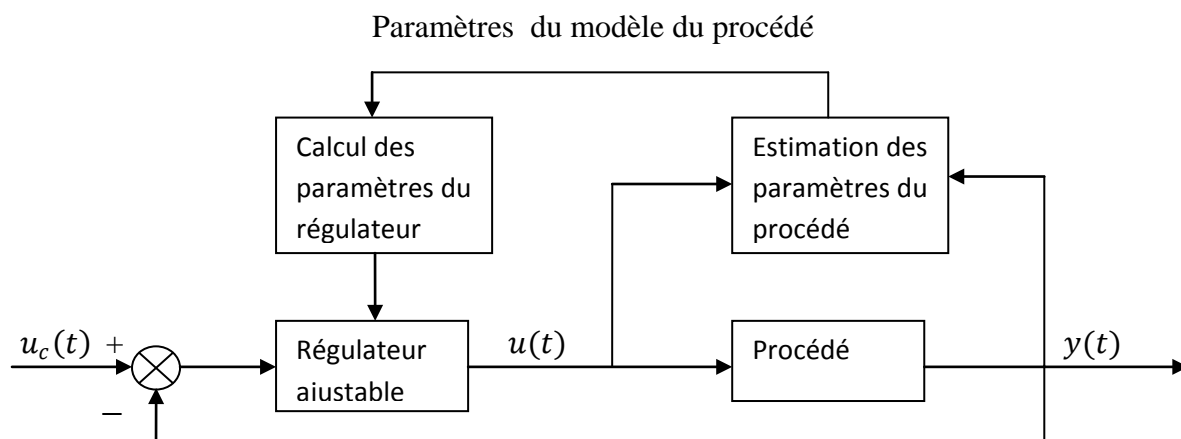 Paramètres du modèle du procédé
Calcul des
paramètres du
régulateur
Estimation des
paramètres du
procédé
u_c(t) +
−
Régulateur
aiustable
u(t)
Procédé
y(t)